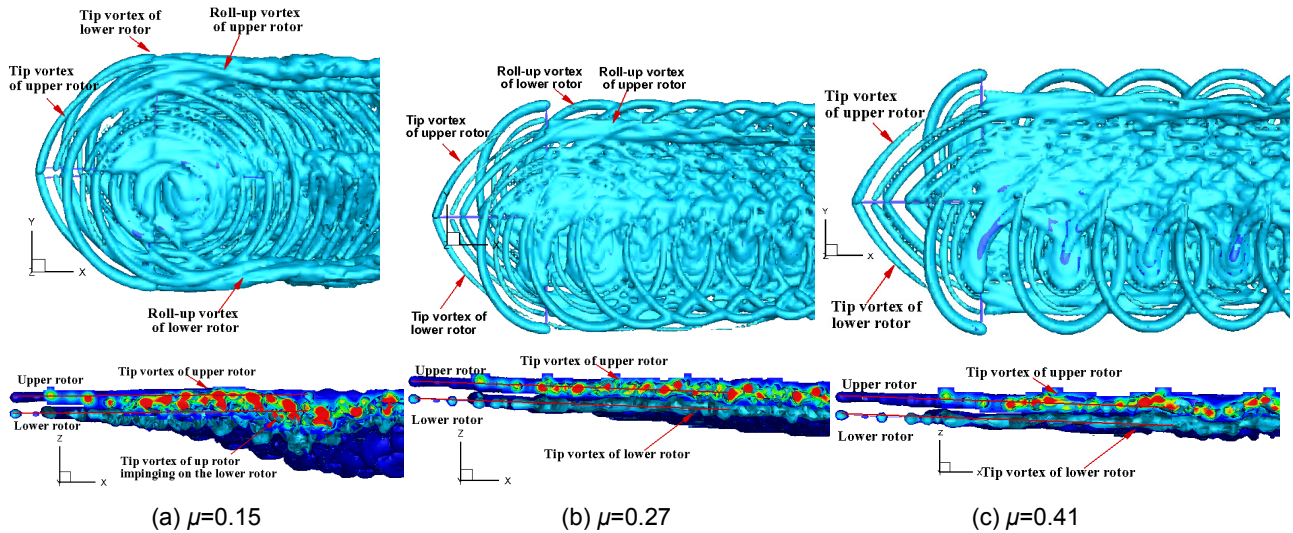 Tip vortex of
lower rotor
Roll-up vortex
of upper rotor
Tip vortex
of upper rotor
Roll-up vortex
of lower rotor
Y
Z
X
Roll-up vortex
of lower rotor
Roll-up vortex
of upper rotor
Tip vortex
of upper rotor
Tip vortex of
lower rotor
Y
Z
X
Tip vortex
of upper rotor
Tip vortex of
lower rotor
Y
Z
X
Upper rotor
Tip vortex of upper rotor
Lower rotor
Tip vortex of up rotor
impinging on the lower rotor
Z
Y
X
Upper rotor
Tip vortex of upper rotor
Lower rotor
Tip vortex of lower rotor
Z
X
Upper rotor
Tip vortex of upper rotor
Lower rotor
Tip vortex of lower rotor
Z
X
(a) μ=0.15
(b) μ=0.27
(c) μ=0.41